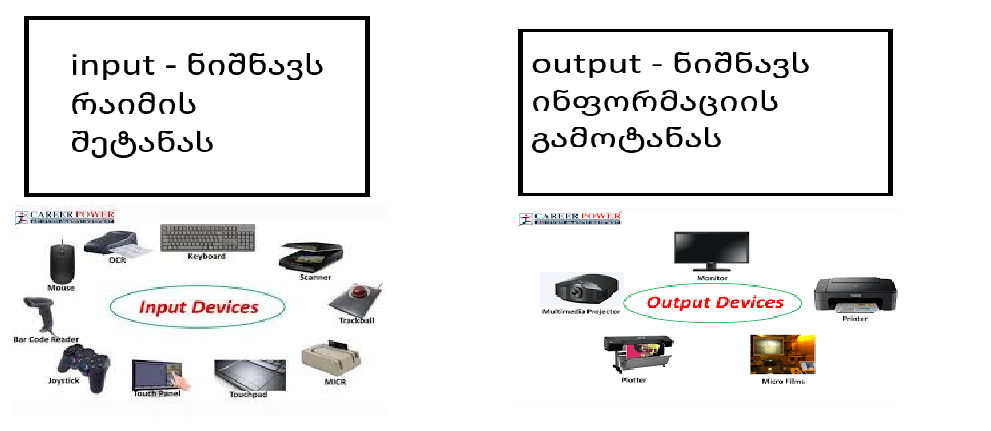 input - ნიშნავს
რაიმის
შეტანას
output - ნიშნავს
ინფორმაციის
გამოტანას
CAREER POWER
OCR
Keyboard
Scanner
Mouse
Input Devices
Trackball
Bar Code Reader
Joystick
Touch Panel
Touchpad
MICR
CAREER POWER
Monitor
Multimedia Projector
Output Devices
Printer
Plotter
Micro Films